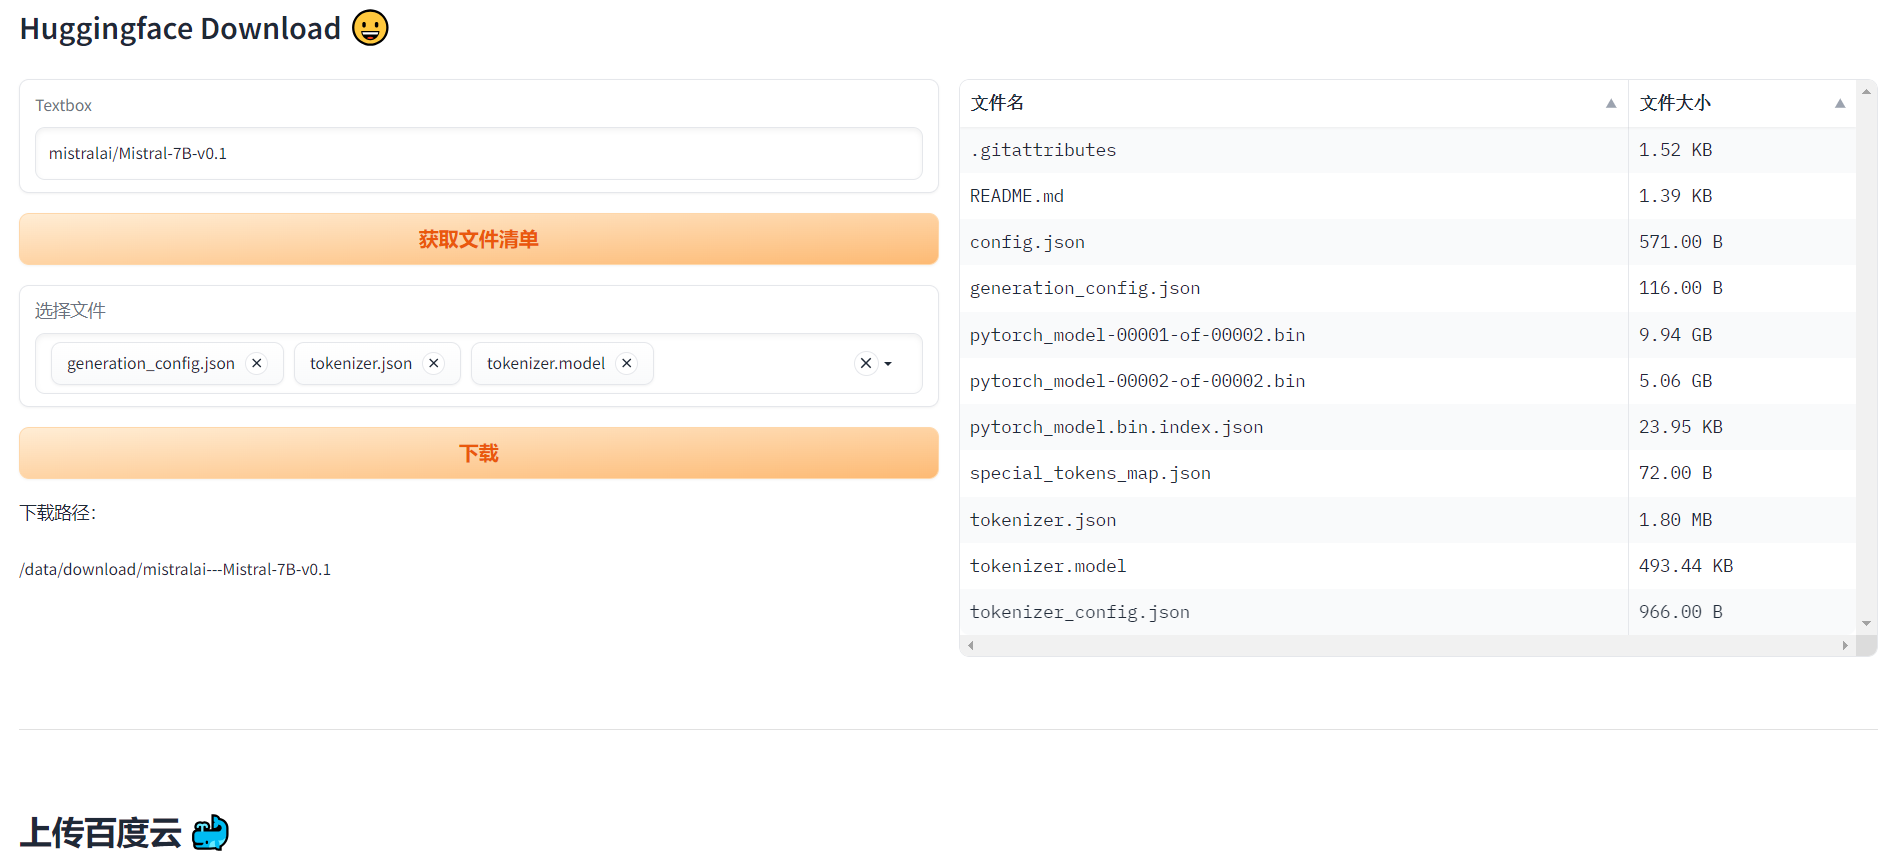 Huggingface Download
Textbox
mistralai/Mistral-7B-v0.1
获取文件清单
选择文件
generation_config.json tokenizer.json tokenizer.model
下载
下载路径：
/data/download/mistralai---Mistral-7B-v0.1
文件名 文件大小
.gitattributes 1.52 KB
README.md 1.39 KB
config.json 571.00 B
generation_config.json 116.00 B
pytorch_model-00001-of-00002.bin 9.94 GB
pytorch_model-00002-of-00002.bin 5.06 GB
pytorch_model.bin.index.json 23.95 KB
special_tokens_map.json 72.00 B
tokenizer.json 1.80 MB
tokenizer.model 493.44 KB
tokenizer_config.json 966.00 B
上传百度云